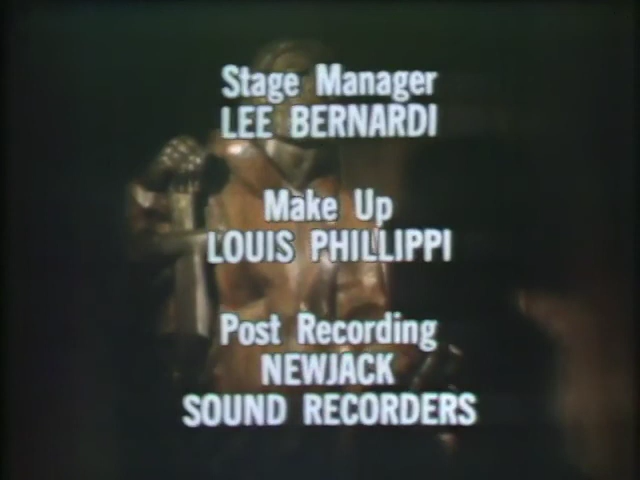 Stage Manager
LEE BERNARDI
Make Up
LOUIS PHILLIPPI
Post Recording
NEWJACK
SOUND RECORDERS